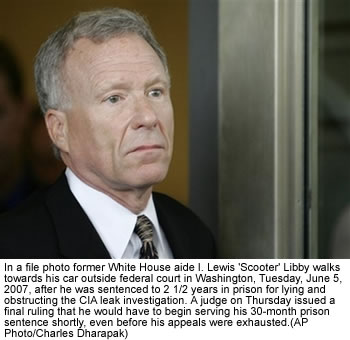 In a file photo former White House aide I. Lewis 'Scooter' Libby walks
towards his car outside federal court in Washington, Tuesday, June 5,
2007, after he was sentenced to 2 1/2 years in prison for lying and
obstructing the CIA leak investigation. A judge on Thursday issued a
final ruling that he would have to begin serving his 30-month prison
sentence shortly, even before his appeals were exhausted.(AP
Photo/Charles Dharapak)